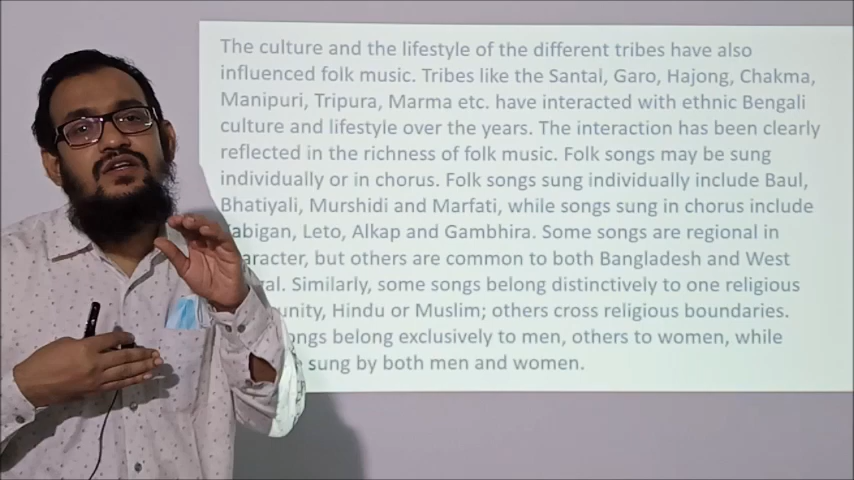 The culture and the lifestyle of the different tribes have also
influenced folk music. Tribes like the Santal, Garo, Hajong, Chakma,
Manipuri, Tripura, Marma etc. have interacted with ethnic Bengali
culture and lifestyle over the years. The interaction has been clearly
reflected in the richness of folk music. Folk songs may be sung
individually or in chorus. Folk songs sung individually include Baul,
Bhatiyali, Murshidi and Marfati, while songs sung in chorus include
abigan, Leto, Alkap and Gambhira. Some songs are regional in
aracter, but others are common to both Bangladesh and West
Similarly, some songs belong distinctively to one religious
unity, Hindu or Muslim; others cross religious boundaries.
ongs belong exclusively to men, others to women, while
sung by both men and women.